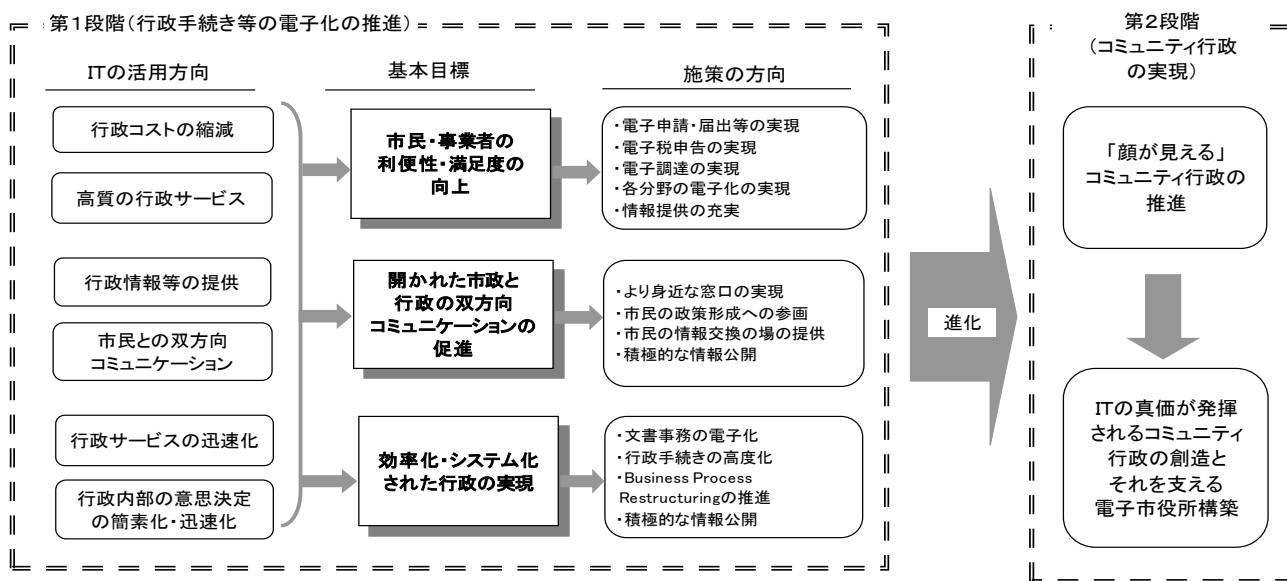 第1段階(行政手続き等の電子化の推進)
ITの活用方向
行政コストの縮減
高質の行政サービス
行政情報等の提供
市民との双方向
コミュニケーション
行政サービスの迅速化
行政内部の意思決定
の簡素化・迅速化
基本目標
市民・事業者の
利便性・満足度の
向上
開かれた市政と
行政の双方向
コミュニケーションの
促進
効率化・システム化
された行政の実現
施策の方向
・電子申請・届出等の実現
・電子税申告の実現
・電子調達の実現
・各分野の電子化の実現
・情報提供の充実
・より身近な窓口の実現
・市民の政策形成への参画
・市民の情報交換の場の提供
・積極的な情報公開
・文書事務の電子化
・行政手続きの高度化
・Business Process
Restructuringの推進
・積極的な情報公開
進化
第2段階
(コミュニティ行政
の実現)
「顔が見える」
コミュニティ行政の
推進
ITの真価が発揮
されるコミュニティ
行政の創造と
それを支える
電子市役所構築